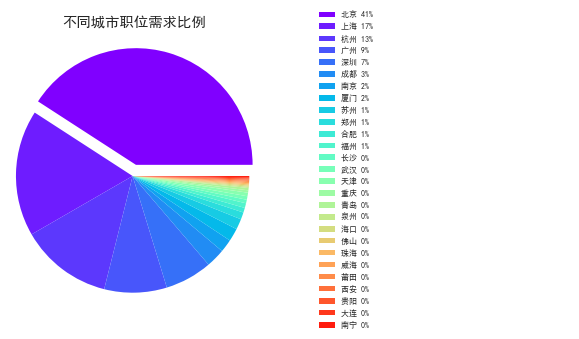 不同城市职位需求比例
北京 41%
上海 17%
杭州 13%
广州 9%
深圳 7%
成都 3%
南京 2%
厦门 2%
苏州 1%
郑州 1%
合肥 1%
福州 1%
长沙 0%
武汉 0%
天津 0%
重庆 0%
青岛 0%
泉州 0%
海口 0%
佛山 0%
珠海 0%
威海 0%
莆田 0%
西安 0%
贵阳 0%
大连 0%
南宁 0%